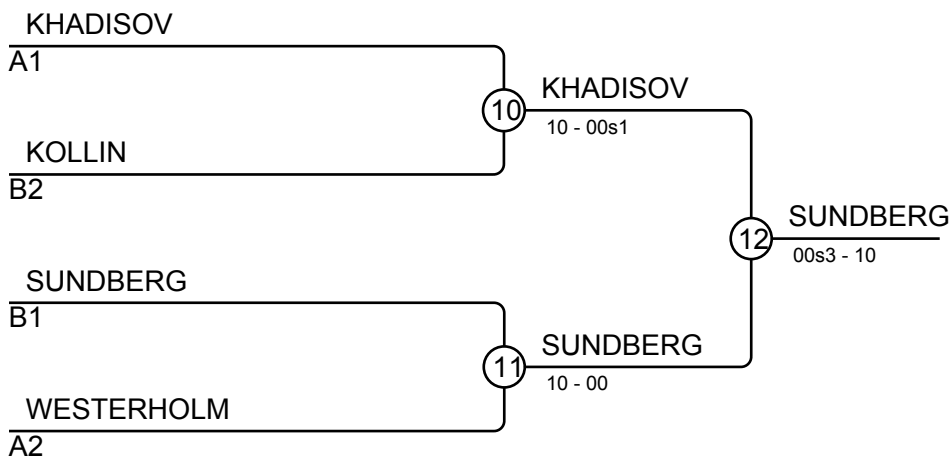 KHADISOV
A1
10
KHADISOV
10 - 00s1
KOLLIN
B2
12
SUNDBERG
00s3 - 10
SUNDBERG
B1
11
SUNDBERG
10 - 00
WESTERHOLM
A2